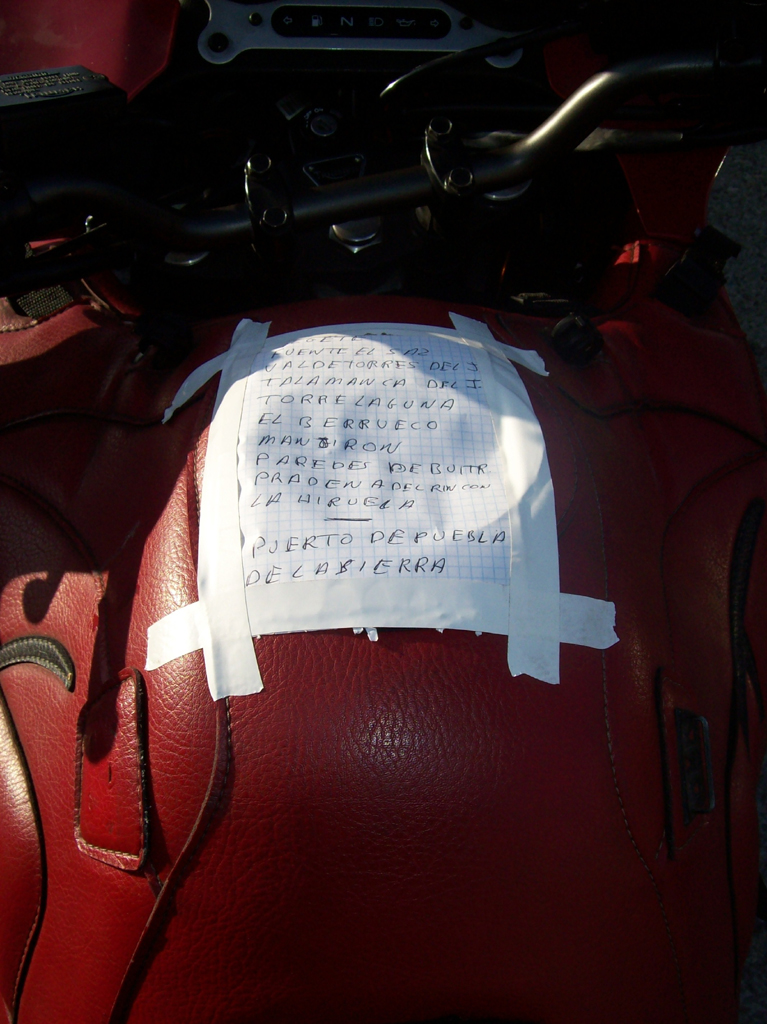 N
FUENTE EL SAZ
VALDETORRES DEL J
TALAMANCA DEL J
TORRELAGUNA
EL BERRUECO
MANGIRON
PAREDES DE BUITR
PRADENA DEL RINCON
LA HIRUELA
PUERTO DE PUEBLA
DE LA SIERRA